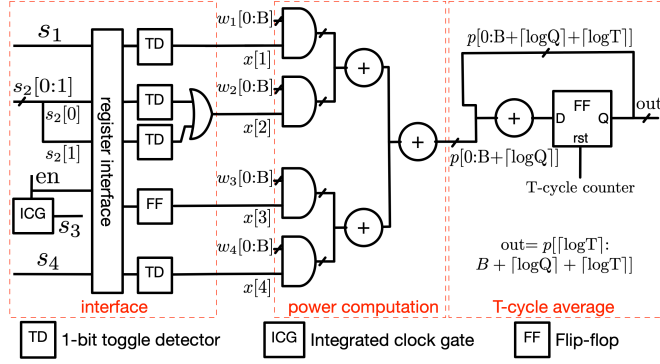 s₁
TD
w₁[0:B]
x[1]
s₂[0:1]
s₂[0]
TD
w₂[0:B]
x[2]
s₂[1]
TD
register interface
en
ICG
s₃
FF
w₃[0:B]
x[3]
s₄
TD
w₄[0:B]
x[4]
+
+
+
p[0:B+⌈logQ⌉+⌈logT⌉]
+
p[0:B+⌈logQ⌉]
FF
D
Q
rst
out
T-cycle counter
out= p[⌈logT⌉:
B + ⌈logQ⌉ + ⌈logT⌉]
interface
power computation
T-cycle average
TD 1-bit toggle detector
ICG Integrated clock gate
FF Flip-flop